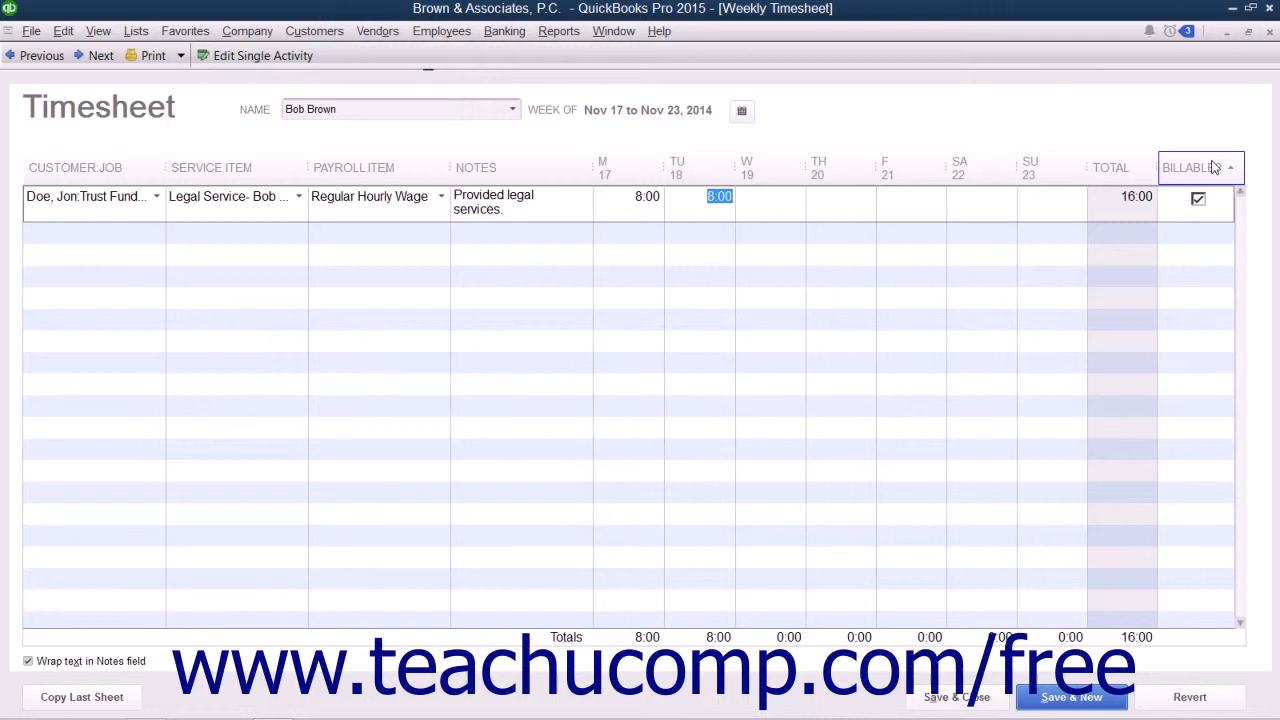 Brown & Associates, P.C. - QuickBooks Pro 2015 - [Weekly Timesheet]
File Edit View Lists Favorites Company Customers Vendors Employees Banking Reports Window Help 3
Previous Next Print Edit Single Activity
Timesheet NAME Bob Brown WEEK OF Nov 17 to Nov 23, 2014
CUSTOMER:JOB SERVICE ITEM PAYROLL ITEM NOTES M 17 TU 18 W 19 TH 20 F 21 SA 22 SU 23 TOTAL BILLABLE?
Doe, Jon:Trust Fund... Legal Service- Bob ... Regular Hourly Wage Provided legal 8:00 8:00 16:00
services.
Totals 8:00 8:00 0:00 0:00 0:00 0:00 0:00 16:00
Wrap text in Notes field
www.teachucomp.com/free
Copy Last Sheet Save & Close Save & New Revert